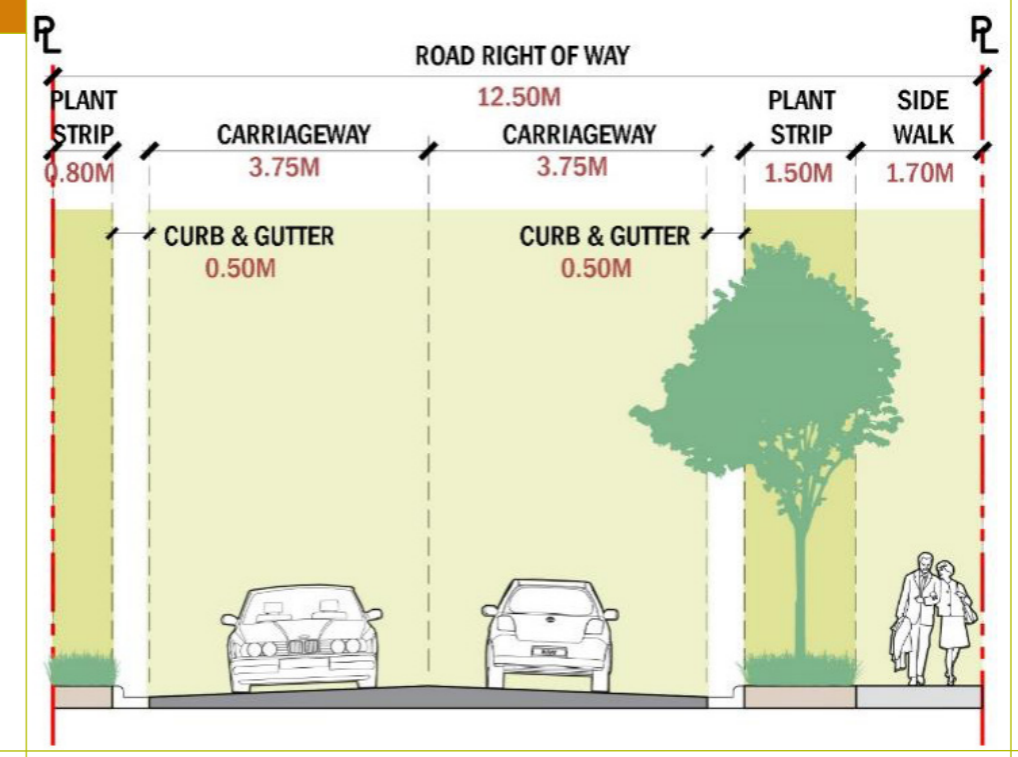 PL
PL
ROAD RIGHT OF WAY
12.50M
PLANT
STRIP
0.80M
CARRIAGEWAY
3.75M
CARRIAGEWAY
3.75M
PLANT
STRIP
1.50M
SIDE
WALK
1.70M
CURB & GUTTER
0.50M
CURB & GUTTER
0.50M